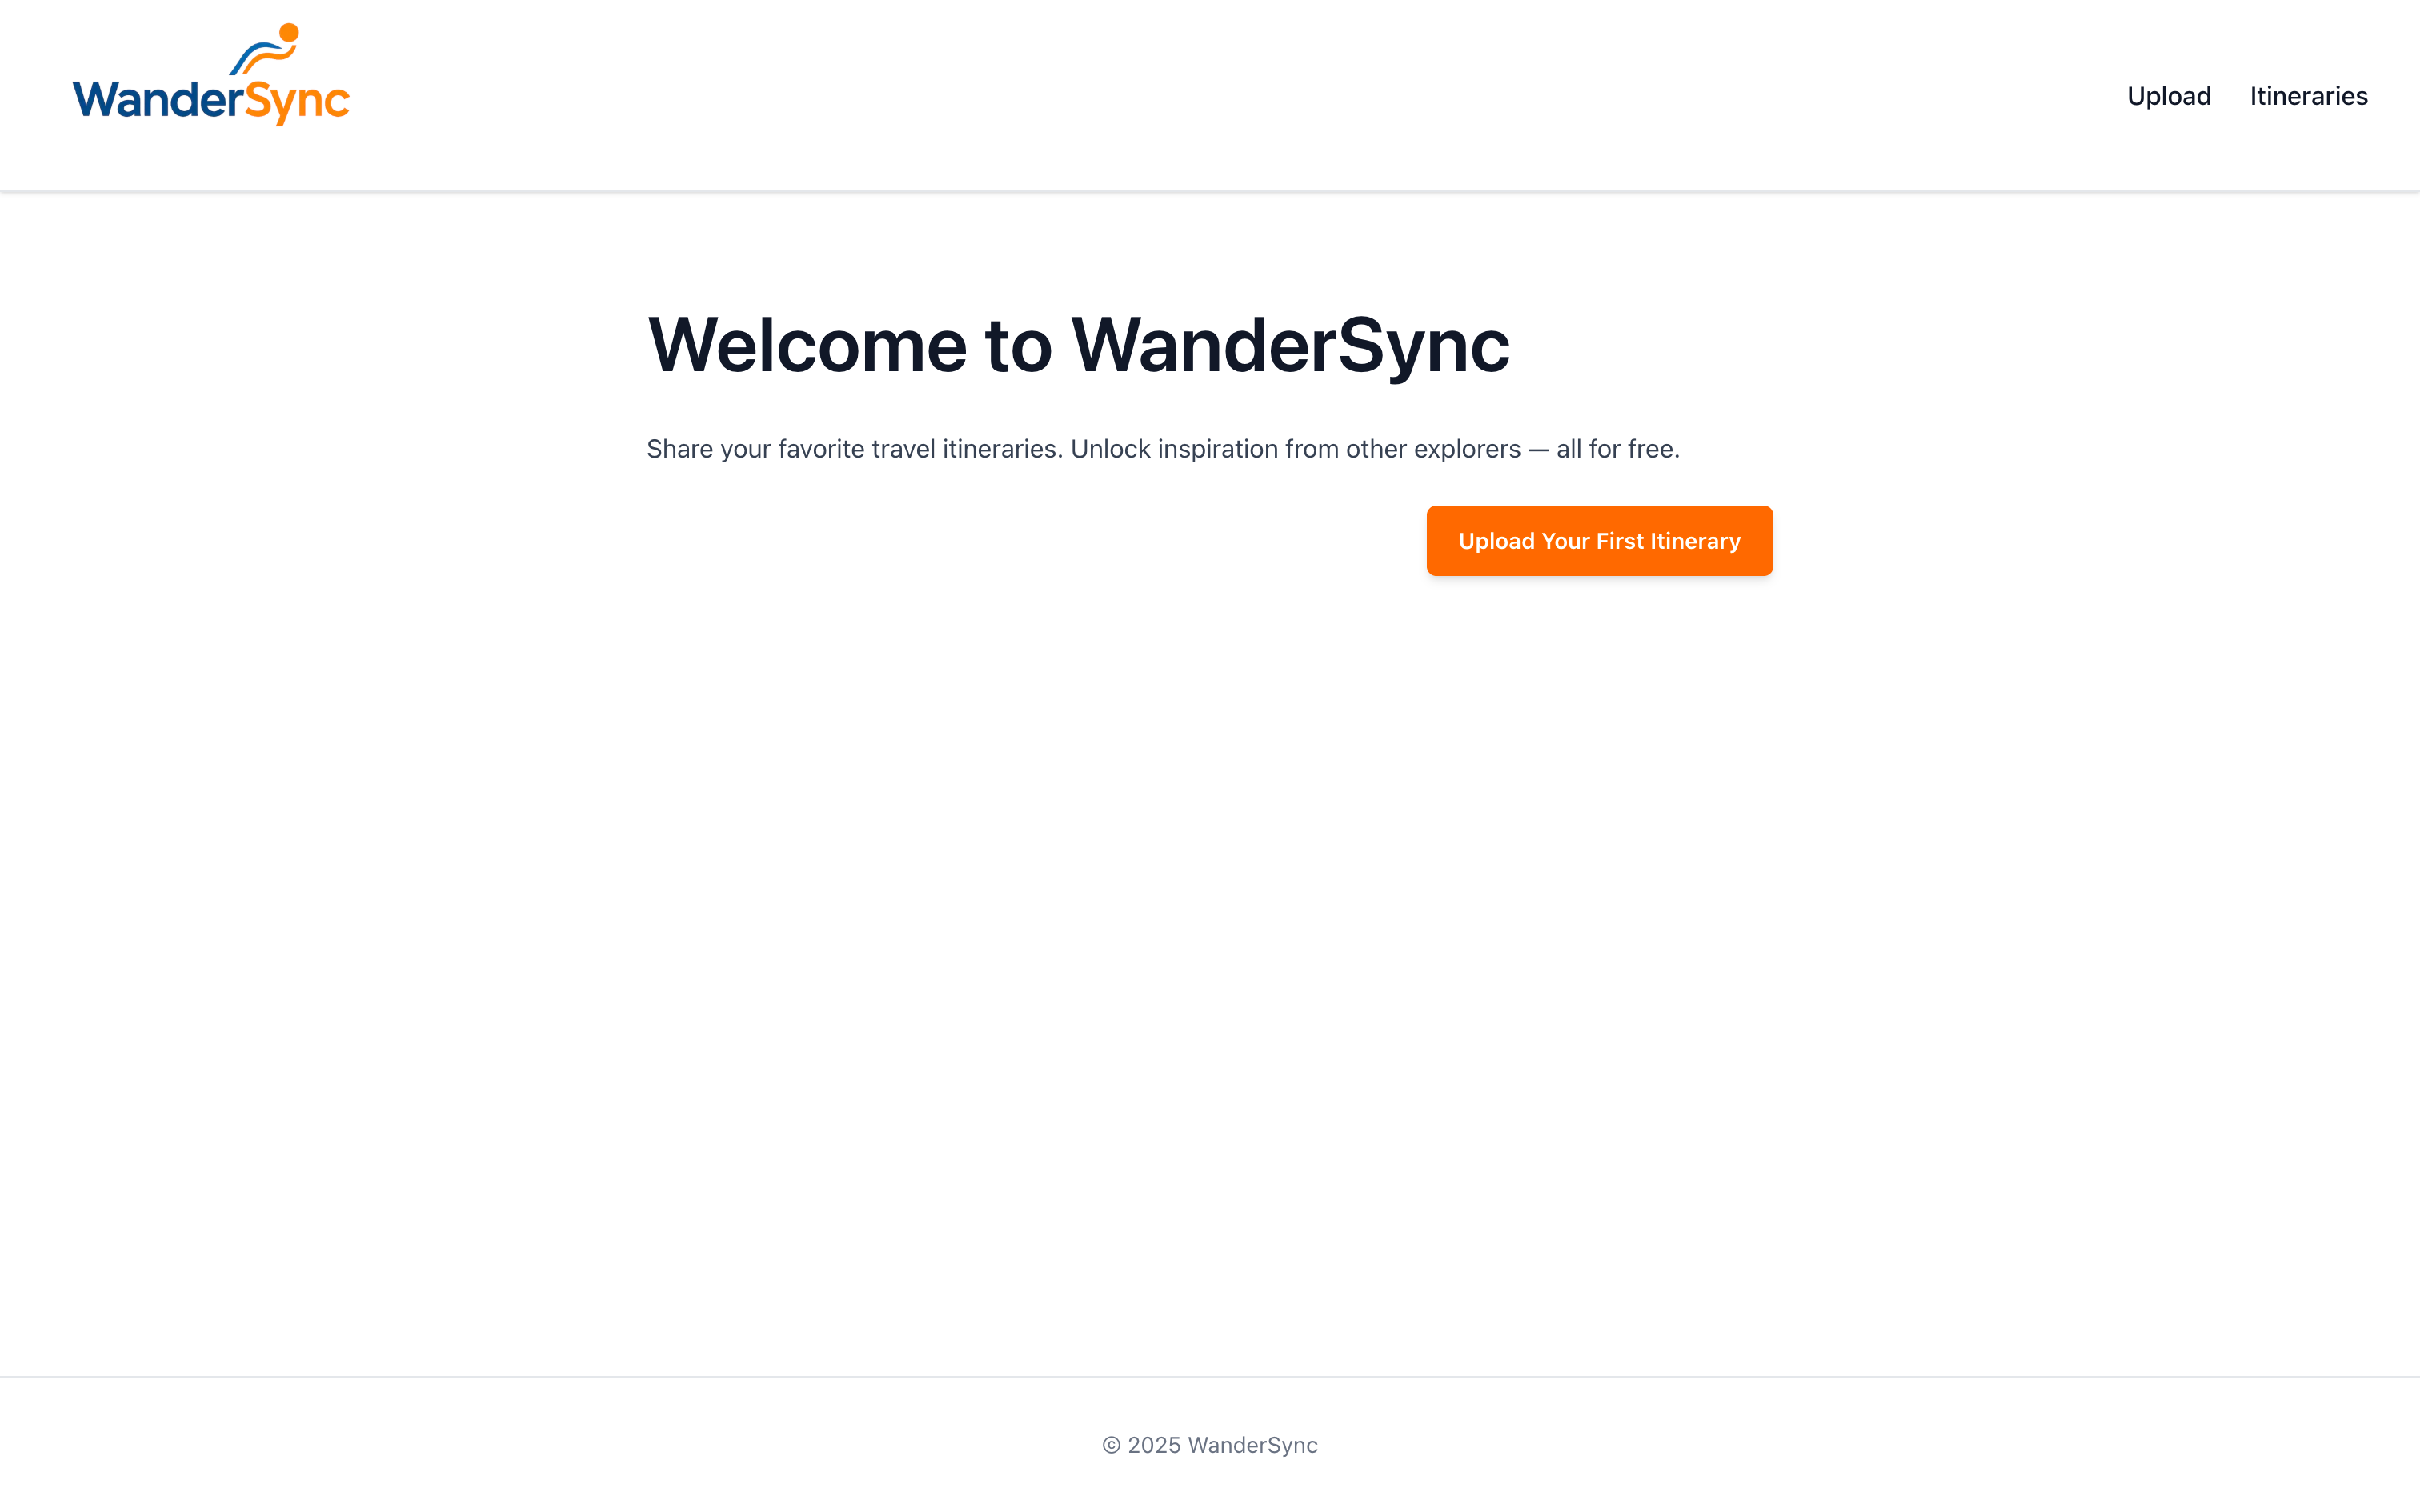 WanderSync
Upload
Itineraries
Welcome to WanderSync
Share your favorite travel itineraries. Unlock inspiration from other explorers — all for free.
Upload Your First Itinerary
© 2025 WanderSync